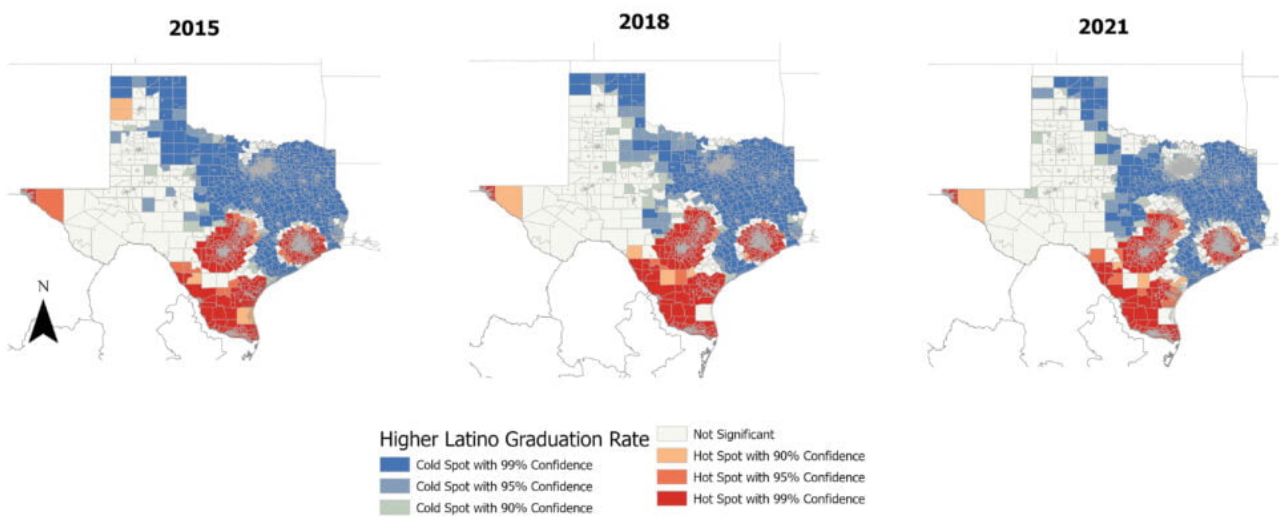 2015
2018
2021
N
Higher Latino Graduation Rate
Cold Spot with 99% Confidence
Cold Spot with 95% Confidence
Cold Spot with 90% Confidence
Not Significant
Hot Spot with 90% Confidence
Hot Spot with 95% Confidence
Hot Spot with 99% Confidence